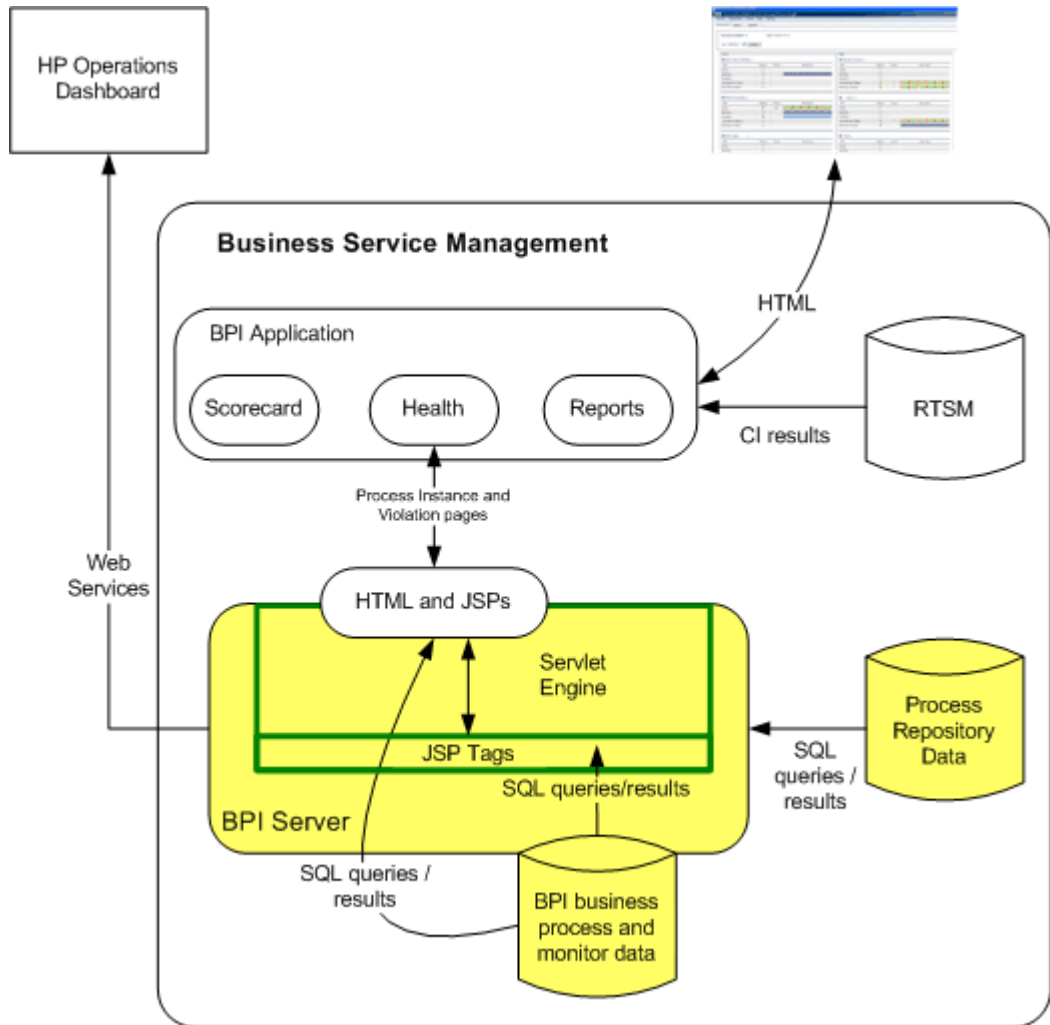 HP Operations
Dashboard
Business Service Management
HTML
BPI Application
Scorecard
Health
Reports
RTSM
CI results
Process Instance and
Violation pages
Web
Services
HTML and JSPs
Servlet
Engine
Process
Repository
Data
JSP Tags
SQL
queries /
results
SQL queries/results
BPI Server
SQL queries /
results
BPI business
process and
monitor data